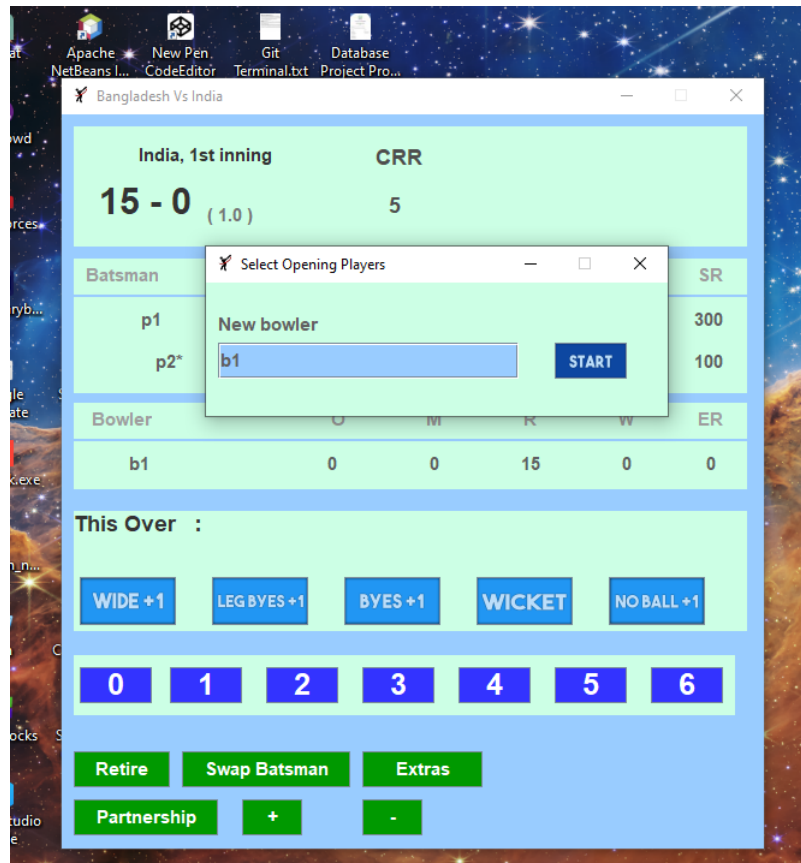 Apache
NetBeans I...
New Pen
CodeEditor
Git
Terminal.txt
Database
Project Pro...
Bangladesh Vs India
India, 1st inning
CRR
15 - 0
( 1.0 )
5
Select Opening Players
New bowler
b1
START
Batsman
SR
p1
300
p2*
100
Bowler
O
M
R
W
ER
b1
0
0
15
0
0
This Over :
WIDE +1
LEG BYES +1
BYES +1
WICKET
NO BALL +1
0
1
2
3
4
5
6
Retire
Swap Batsman
Extras
Partnership
+
-